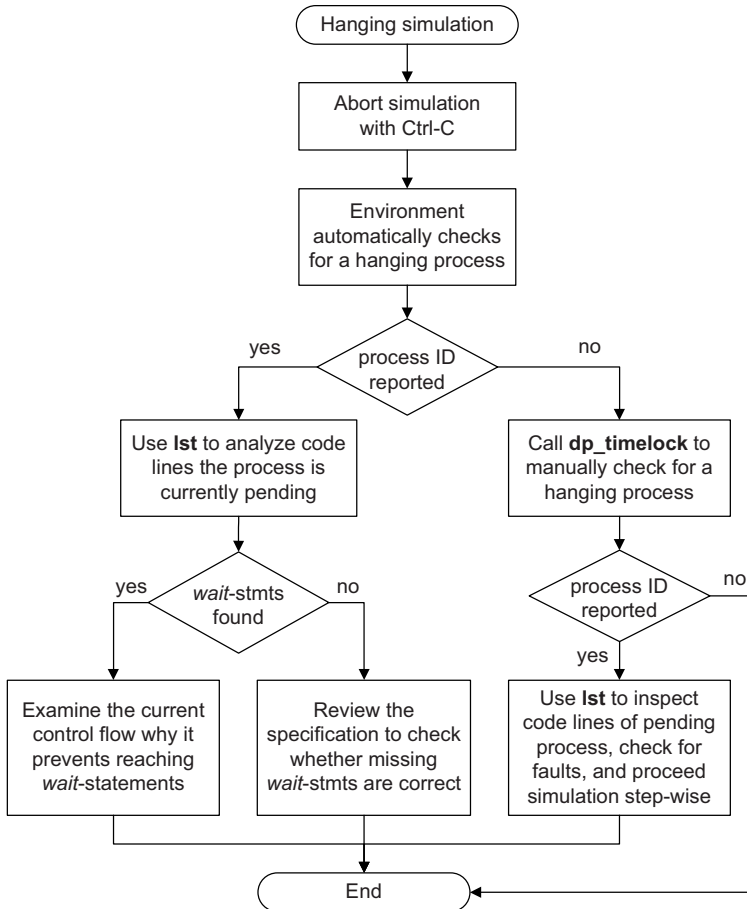 Hanging simulation
Abort simulation
with Ctrl-C
Environment
automatically checks
for a hanging process
yes
process ID
reported
no
Use lst to analyze code
lines the process is
currently pending
Call dp_timelock to
manually check for a
hanging process
yes
wait-stmts
found
no
process ID
reported
no
yes
Examine the current
control flow why it
prevents reaching
wait-statements
Review the
specification to check
whether missing
wait-stmts are correct
Use lst to inspect
code lines of pending
process, check for
faults, and proceed
simulation step-wise
End